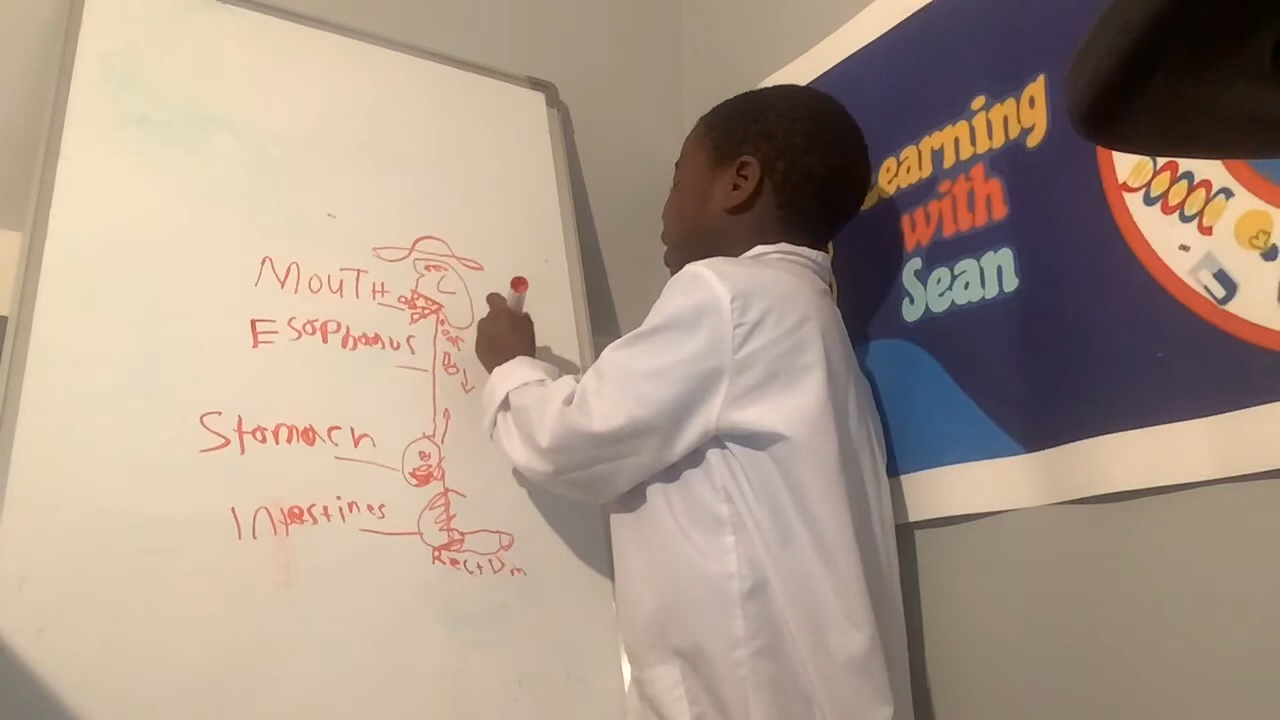 MOUTH
Esophagus
Stomach
Intestines
Rectum
Learning
with
Sean